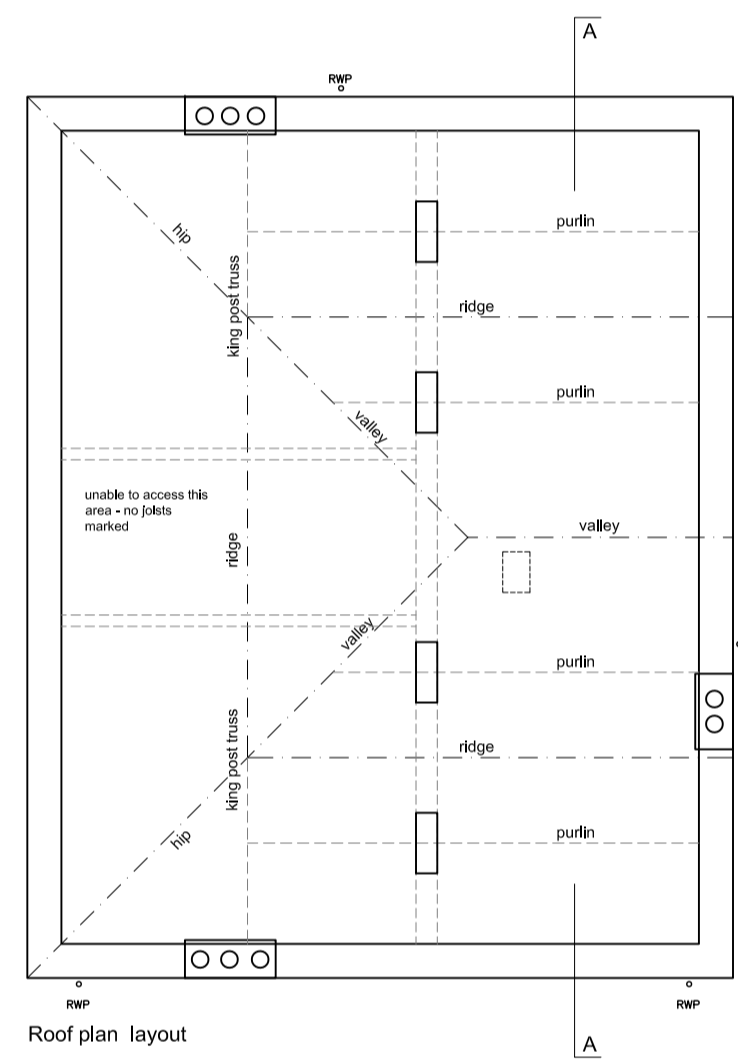 A
RWP
purlin
hip
king post truss
ridge
purlin
valley
unable to access this
area - no joists
marked
valley
ridge
valley
purlin
king post truss
ridge
purlin
hip
RWP
RWP
Roof plan layout
A